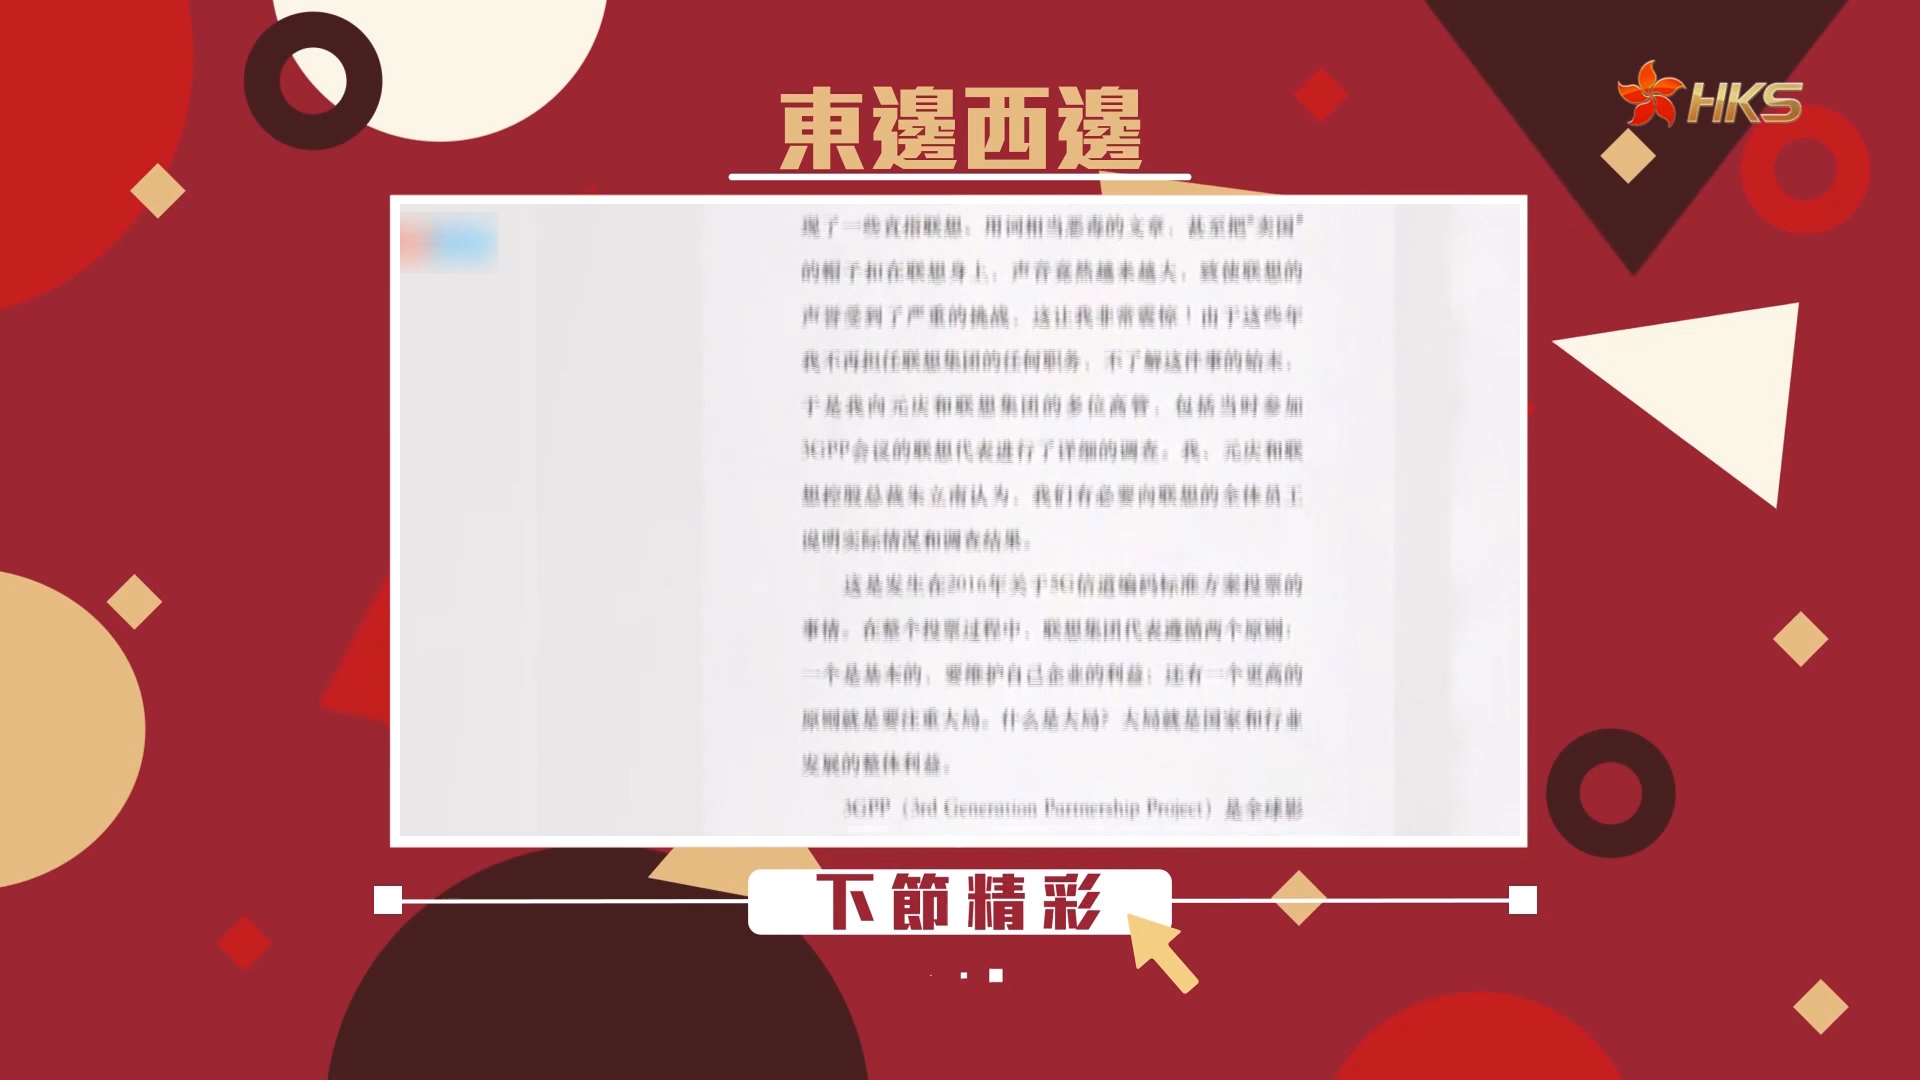 東邊西邊
HKS
现了一些直指联想，用词相当恶毒的文章，甚至把“卖国”
的帽子扣在联想身上，声音竟然越来越大，致使联想的
声誉受到了严重的挑战，这让我非常震惊！由于这些年
我不再担任联想集团的任何职务，不了解这件事的始末，
于是我向元庆和联想集团的多位高管，包括当时参加
3GPP会议的联想代表进行了详细的调查。我、元庆和联
想控股总裁朱立南认为，我们有必要向联想的全体员工
说明实际情况和调查结果。
这是发生在2016年关于5G信道编码标准方案投票的
事情。在整个投票过程中，联想集团代表遵循两个原则：
一个是基本的，要维护自己企业的利益；还有一个更高的
原则就是要注重大局。什么是大局？大局就是国家和行业
发展的整体利益。
3GPP（3rd Generation Partnership Project）是全球影
下節精彩